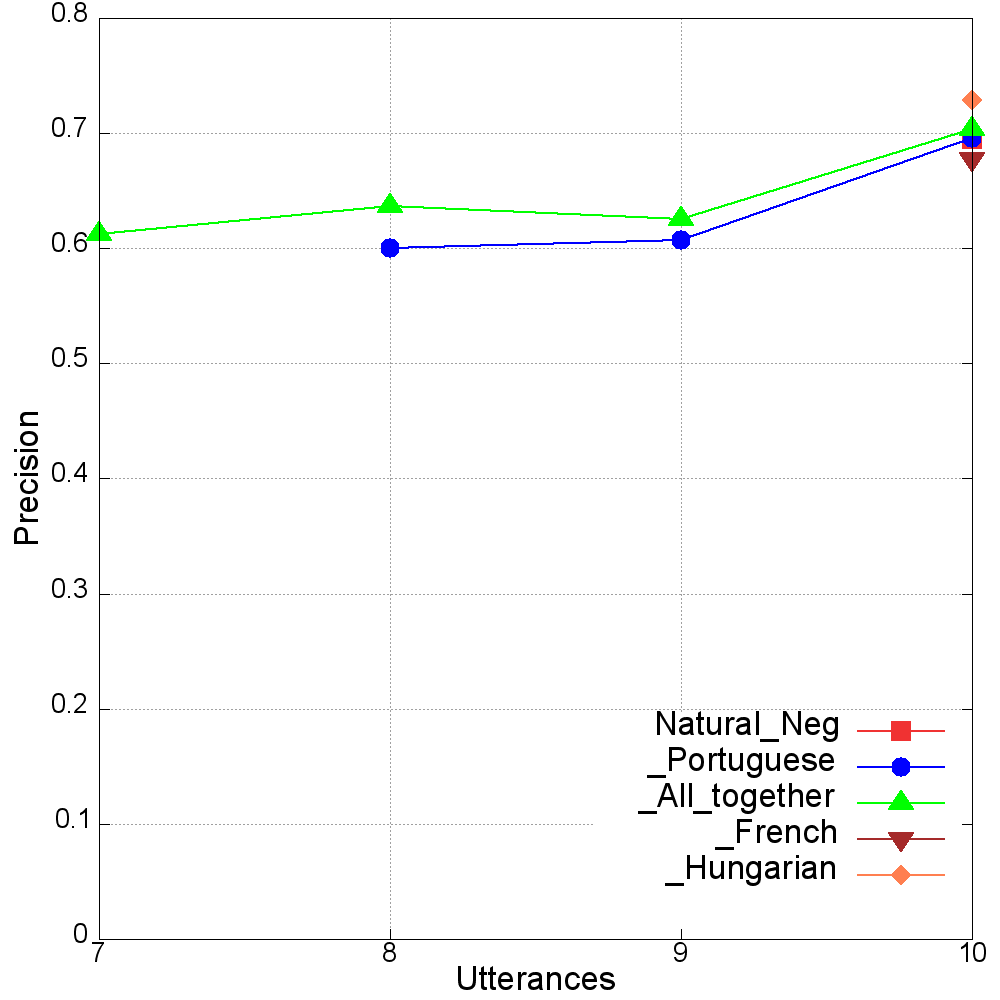 0.8
0.7
0.6
0.5
0.4
0.3
0.2
0.1
0
Precision
7
8
9
10
Utterances
Natural_Neg
_Portuguese
_All_together
_French
_Hungarian